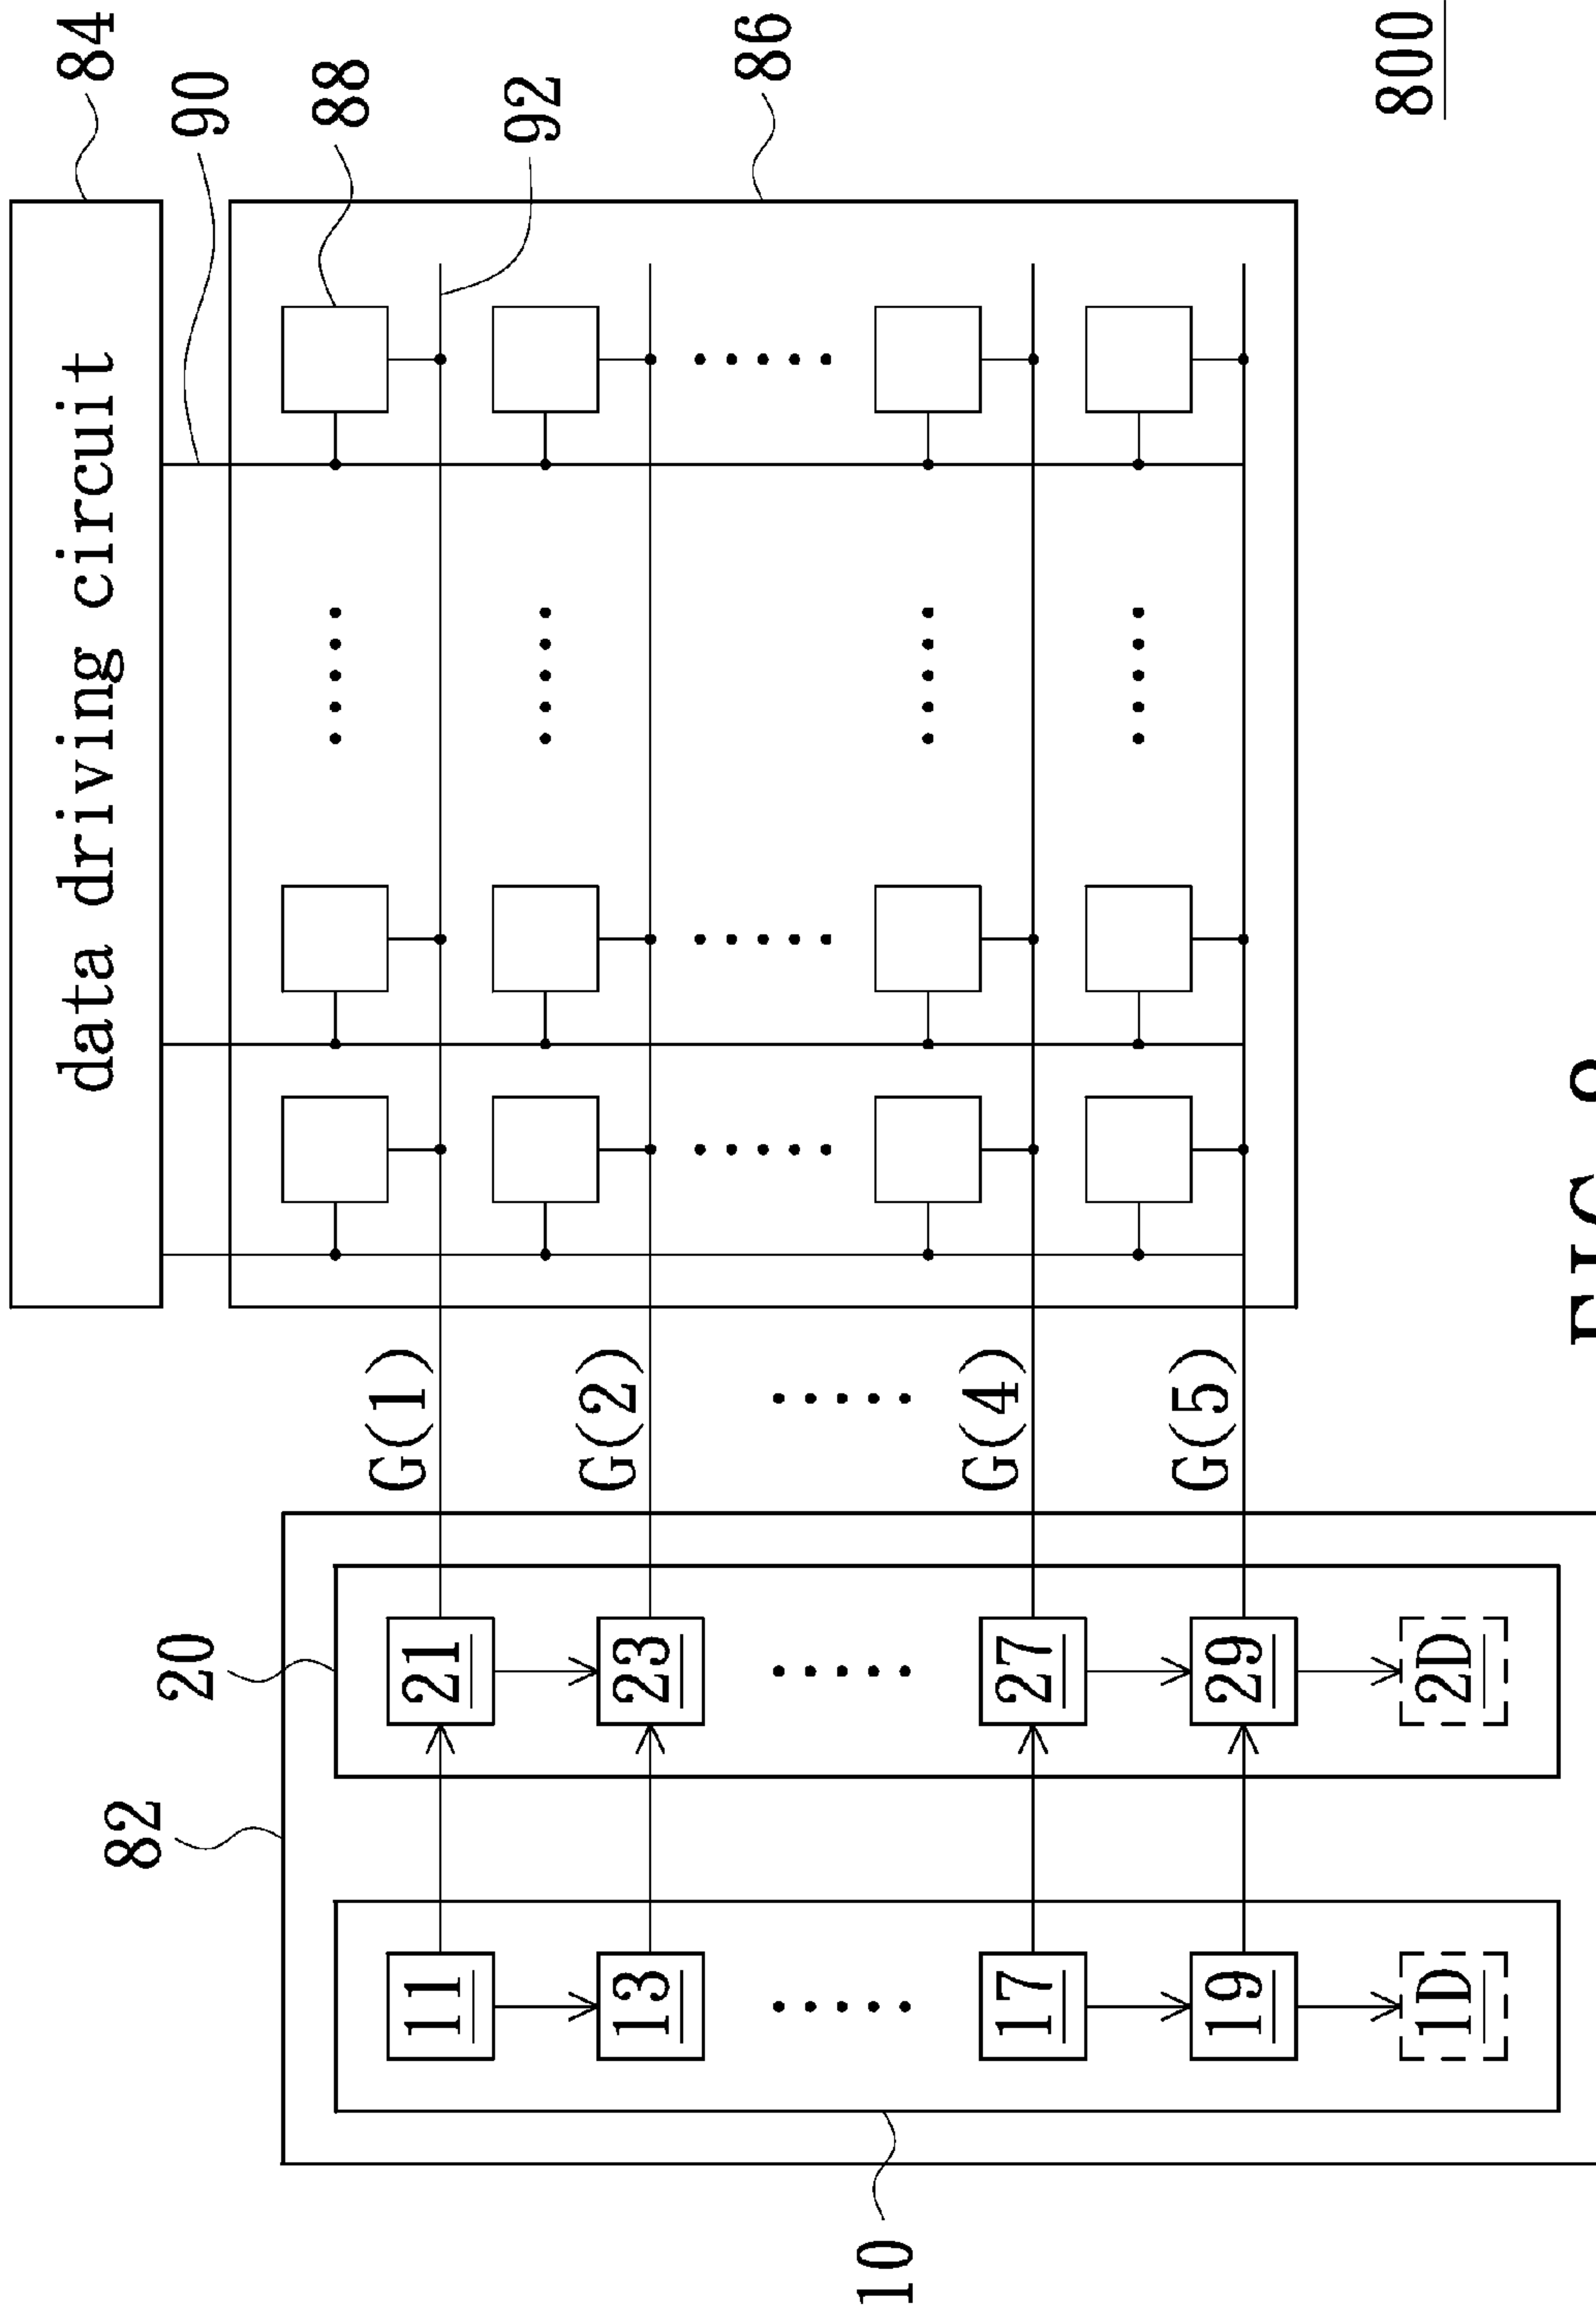 data driving circuit
84
82
20
90
88
11
21
G(1)
92
13
23
G(2)
86
10
17
27
G(4)
19
29
G(5)
1D
2D
800